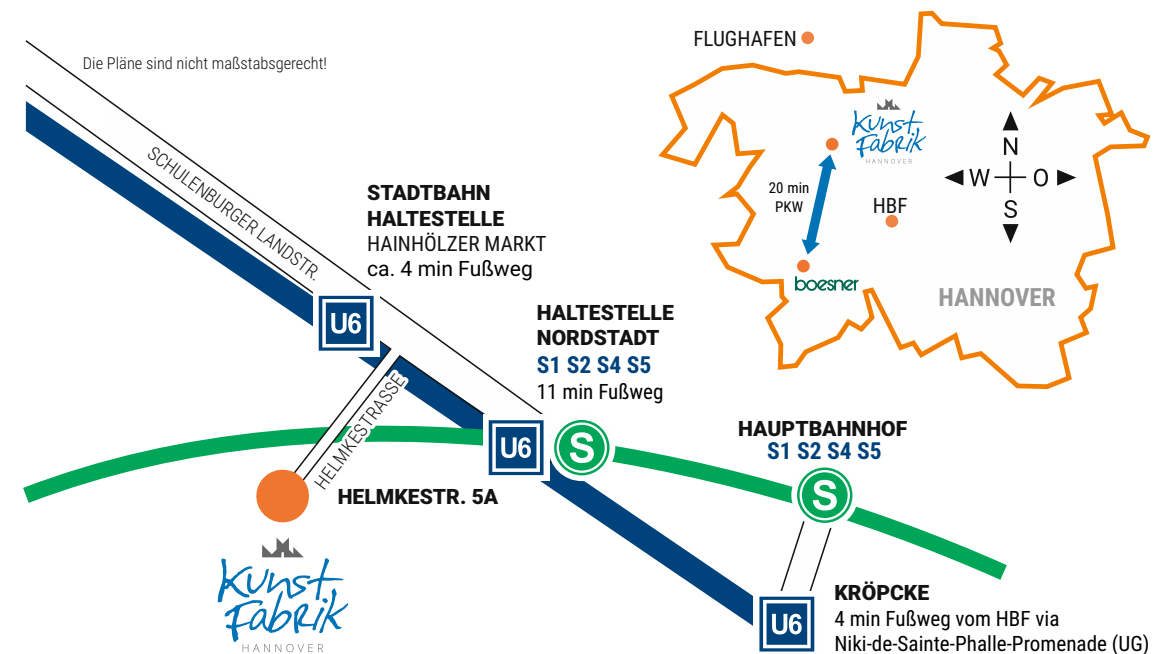 Die Pläne sind nicht maßstabsgerecht!
SCHULENBURGER LANDSTR.
STADTBAHN
HALTESTELLE
HAINHÖLZER MARKT
ca. 4 min Fußweg
U6
HELMKESTRASSE
HALTESTELLE
NORDSTADT
S1 S2 S4 S5
11 min Fußweg
U6
S
HAUPTBAHNHOF
S1 S2 S4 S5
S
HELMKESTR. 5A
Kunst
Fabrik
HANNOVER
U6
KRÖPCKE
4 min Fußweg vom HBF via
Niki-de-Sainte-Phalle-Promenade (UG)
FLUGHAFEN
Kunst
Fabrik
HANNOVER
20 min
PKW
HBF
boesner
HANNOVER
N
W
O
S